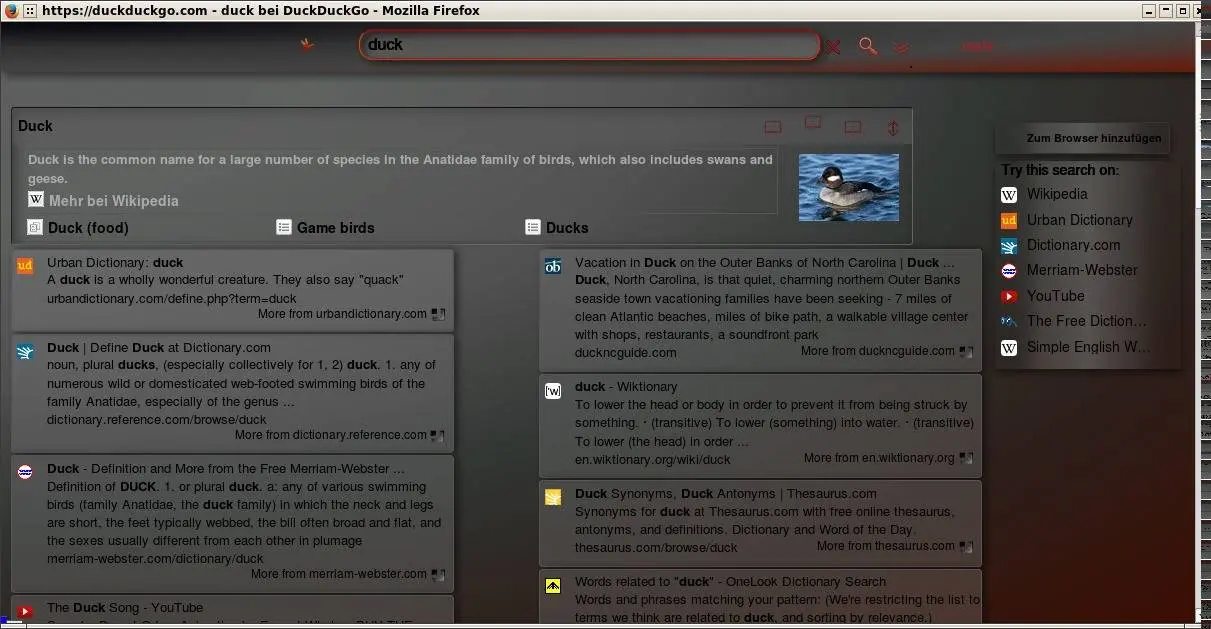 https://duckduckgo.com - duck bei DuckDuckGo - Mozilla Firefox
duck
mehr
Duck
Duck is the common name for a large number of species in the Anatidae family of birds, which also includes swans and
geese.
W Mehr bei Wikipedia
Duck (food)
Game birds
Ducks
ud Urban Dictionary: duck
A duck is a wholly wonderful creature. They also say "quack"
urbandictionary.com/define.php?term=duck
More from urbandictionary.com
Duck | Define Duck at Dictionary.com
noun, plural ducks, (especially collectively for 1, 2) duck. 1. any of
numerous wild or domesticated web-footed swimming birds of the
family Anatidae, especially of the genus ...
dictionary.reference.com/browse/duck
More from dictionary.reference.com
Duck - Definition and More from the Free Merriam-Webster ...
Definition of DUCK. 1. or plural duck. a: any of various swimming
birds (family Anatidae, the duck family) in which the neck and legs
are short, the feet typically webbed, the bill often broad and flat, and
the sexes usually different from each other in plumage
merriam-webster.com/dictionary/duck
More from merriam-webster.com
The Duck Song - YouTube
ob Vacation in Duck on the Outer Banks of North Carolina | Duck ...
Duck, North Carolina, is that quiet, charming northern Outer Banks
seaside town vacationing families have been seeking - 7 miles of
clean Atlantic beaches, miles of bike path, a walkable village center
with shops, restaurants, a soundfront park
duckncguide.com
More from duckncguide.com
['w] duck - Wiktionary
To lower the head or body in order to prevent it from being struck by
something. · (transitive) To lower (something) into water. · (transitive)
To lower (the head) in order ...
en.wiktionary.org/wiki/duck
More from en.wiktionary.org
Duck Synonyms, Duck Antonyms | Thesaurus.com
Synonyms for duck at Thesaurus.com with free online thesaurus,
antonyms, and definitions. Dictionary and Word of the Day.
thesaurus.com/browse/duck
More from thesaurus.com
Words related to "duck" - OneLook Dictionary Search
Words and phrases matching your pattern: (We're restricting the list to
terms we think are related to duck, and sorting by relevance.)
Zum Browser hinzufügen
Try this search on:
W Wikipedia
ud Urban Dictionary
Dictionary.com
Merriam-Webster
YouTube
The Free Diction...
W Simple English W...